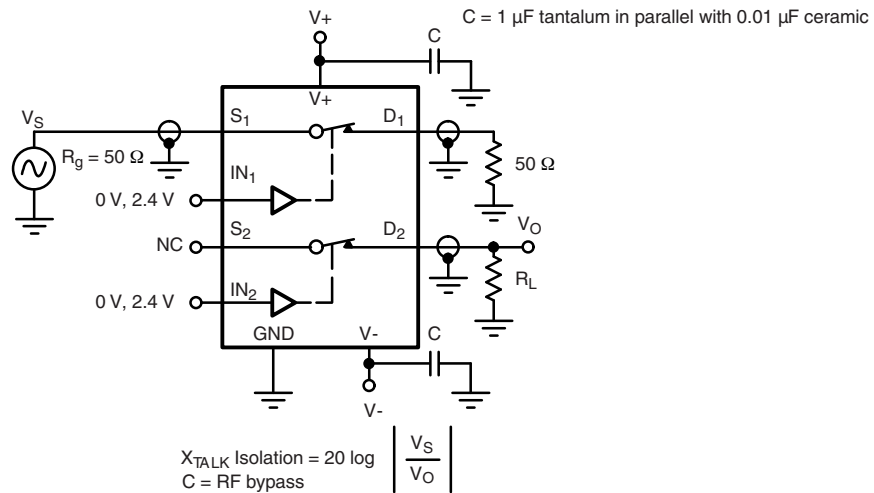 C = 1 µF tantalum in parallel with 0.01 µF ceramic
V+
C
V+
VS
S1
D1
Rg = 50 Ω
50 Ω
IN1
0 V, 2.4 V
S2
D2
VO
NC
RL
IN2
0 V, 2.4 V
GND
V-
C
V-
XTALK Isolation = 20 log | VS / VO |
C = RF bypass